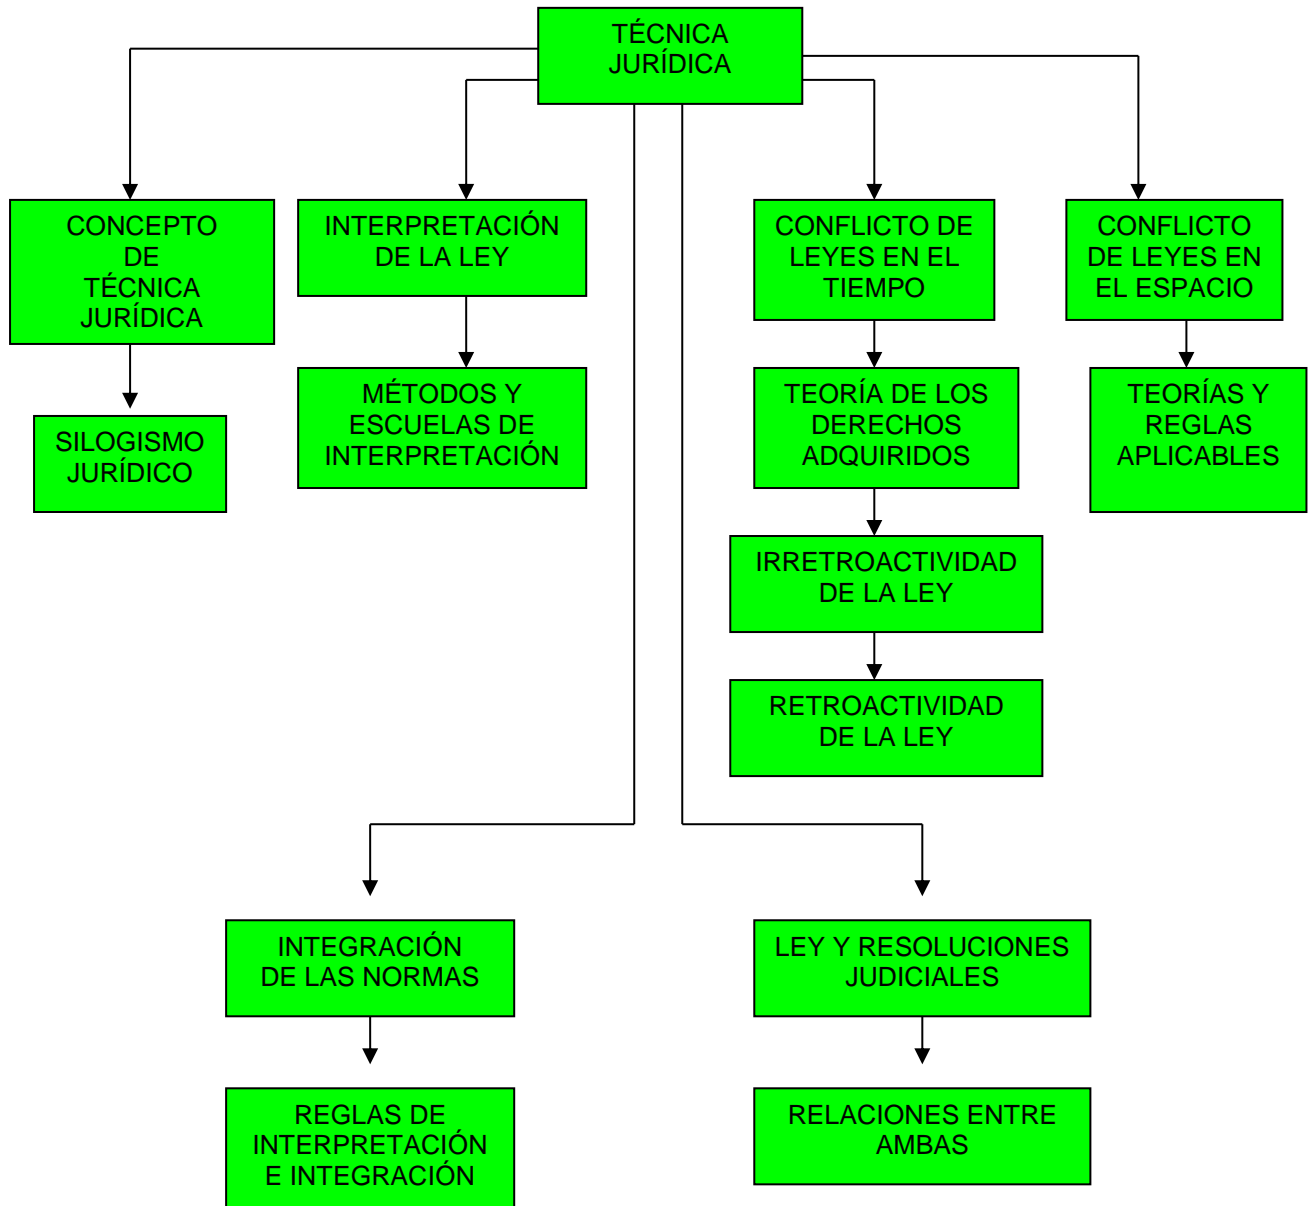 TÉCNICA
JURÍDICA
CONCEPTO
DE
TÉCNICA
JURÍDICA
INTERPRETACIÓN
DE LA LEY
CONFLICTO DE
LEYES EN EL
TIEMPO
CONFLICTO
DE LEYES EN
EL ESPACIO
SILOGISMO
JURÍDICO
MÉTODOS Y
ESCUELAS DE
INTERPRETACIÓN
TEORÍA DE LOS
DERECHOS
ADQUIRIDOS
TEORÍAS Y
REGLAS
APLICABLES
IRRETROACTIVIDAD
DE LA LEY
RETROACTIVIDAD
DE LA LEY
INTEGRACIÓN
DE LAS NORMAS
LEY Y RESOLUCIONES
JUDICIALES
REGLAS DE
INTERPRETACIÓN
E INTEGRACIÓN
RELACIONES ENTRE
AMBAS